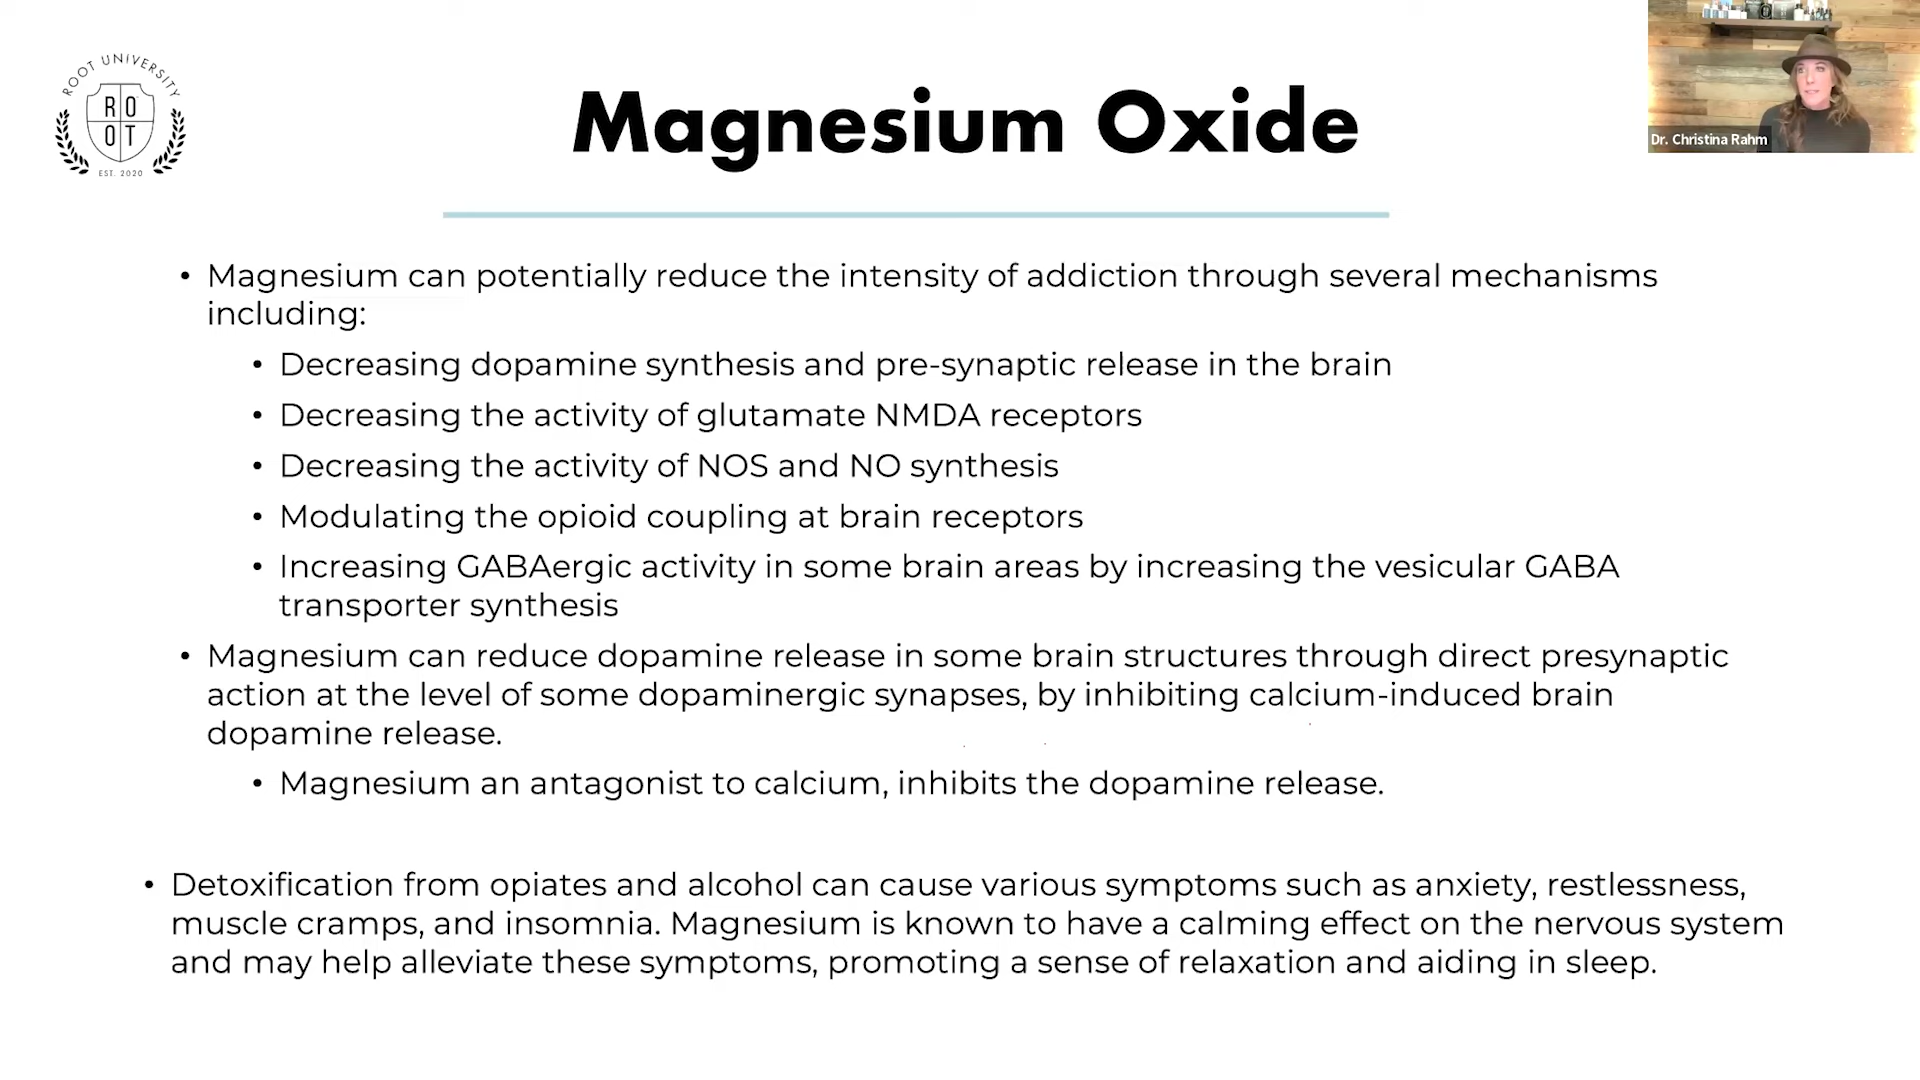 ROOT UNIVERSITY
RO
OT
EST. 2020
Magnesium Oxide
Dr. Christina Rahm
• Magnesium can potentially reduce the intensity of addiction through several mechanisms
including:
• Decreasing dopamine synthesis and pre-synaptic release in the brain
• Decreasing the activity of glutamate NMDA receptors
• Decreasing the activity of NOS and NO synthesis
• Modulating the opioid coupling at brain receptors
• Increasing GABAergic activity in some brain areas by increasing the vesicular GABA
transporter synthesis
• Magnesium can reduce dopamine release in some brain structures through direct presynaptic
action at the level of some dopaminergic synapses, by inhibiting calcium-induced brain
dopamine release.
• Magnesium an antagonist to calcium, inhibits the dopamine release.
• Detoxification from opiates and alcohol can cause various symptoms such as anxiety, restlessness,
muscle cramps, and insomnia. Magnesium is known to have a calming effect on the nervous system
and may help alleviate these symptoms, promoting a sense of relaxation and aiding in sleep.